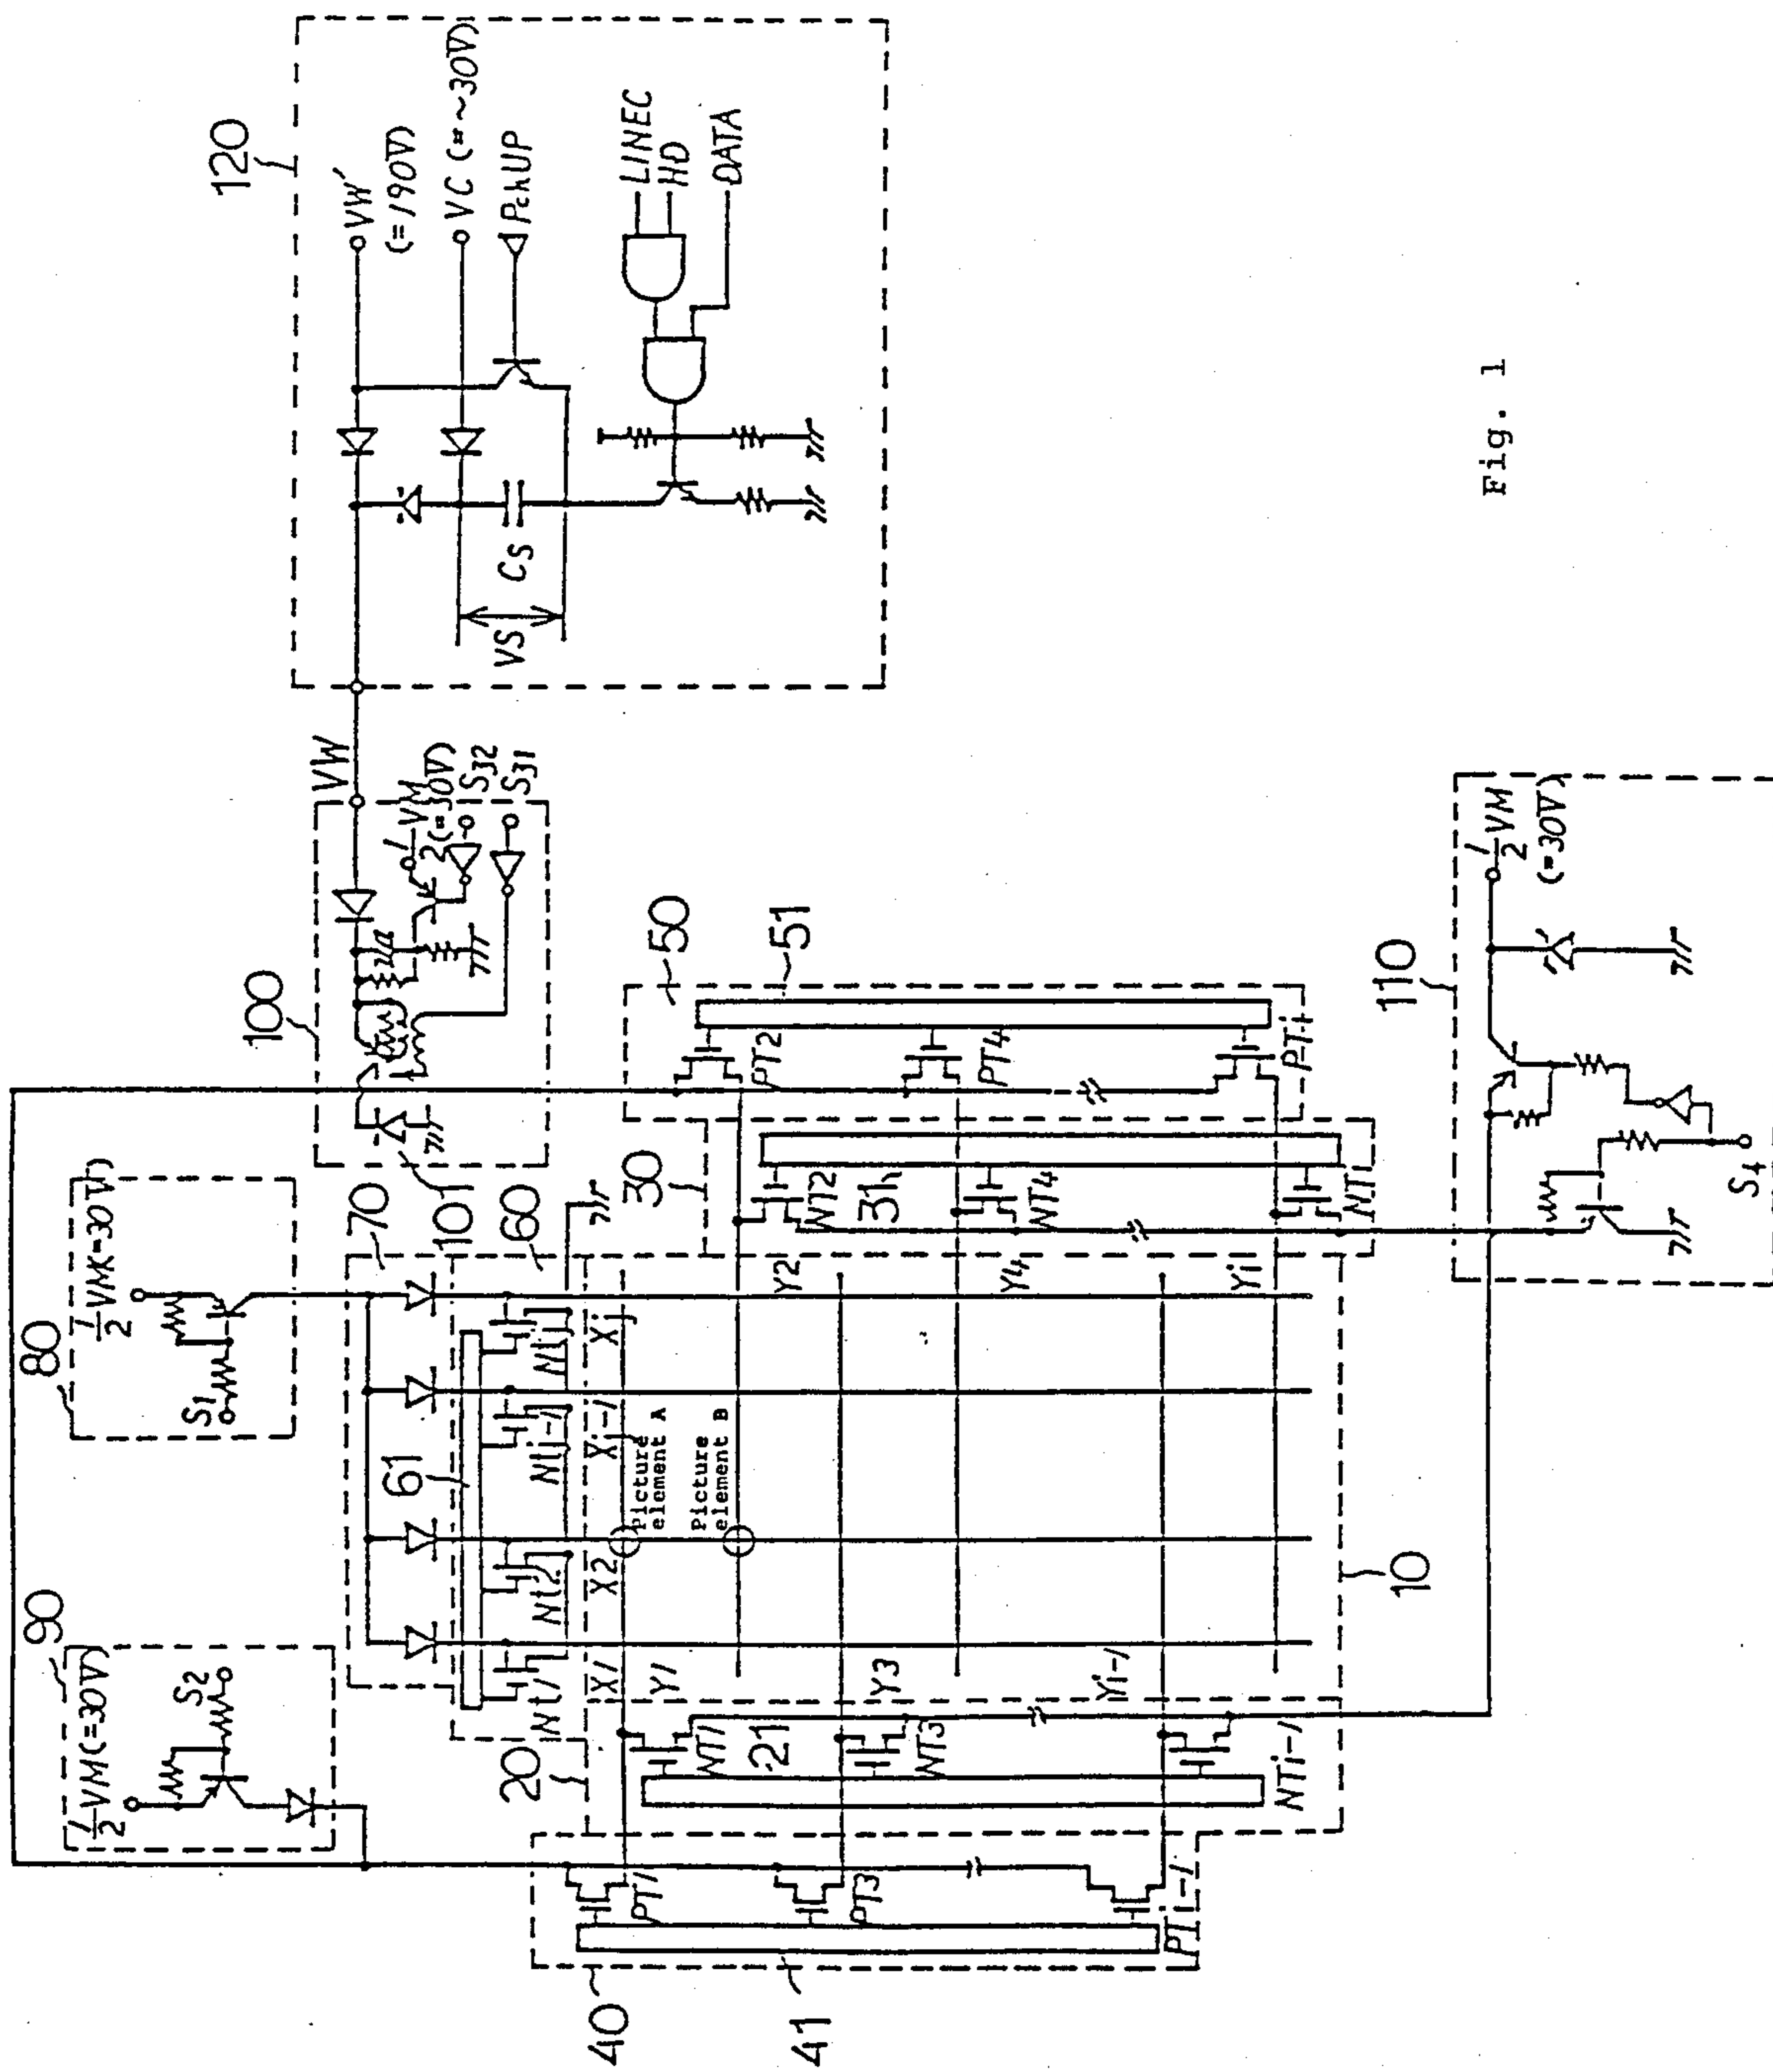 90
1/2 VM (=30V)
S2
80
1/2 VM(=30V)
S1
70
101
100
VW
1/2 VM
(=30V)
S32
S31
120
VW'
(=190V)
VC (=~30V)
PchUP
CS
VS
LINEC
HD
DATA
61
60
Nt1
Nt2
Ntj-1
Ntj
X1
X2
Xj-1
Xj
20
40
41
PT1
PT3
PTi-1
21
NT1
NT3
NTi-1
Y1
Y3
Yi-1
Picture
element A
Picture
element B
Y2
Y4
Yi
10
30
31
NT2
NT4
NTi
50
51
PT2
PT4
PTi
110
1/2 VM
(=30V)
S4
Fig. 1